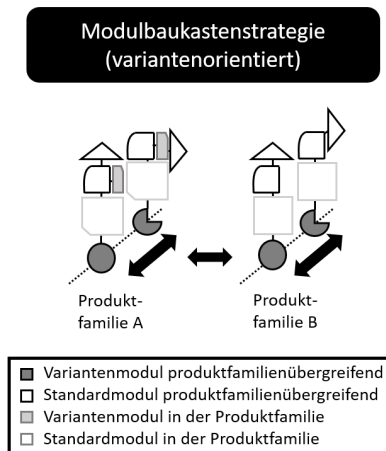 Modulbaukastenstrategie
(variantenorientiert)
Produkt-
familie A
Produkt-
familie B
Variantenmodul produktfamilienübergreifend
Standardmodul produktfamilienübergreifend
Variantenmodul in der Produktfamilie
Standardmodul in der Produktfamilie